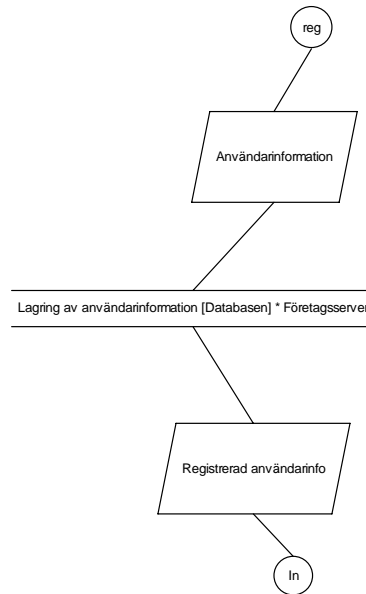 reg
Användarinformation
Lagring av användarinformation [Databasen] * Företagsserver
Registrerad användarinfo
In